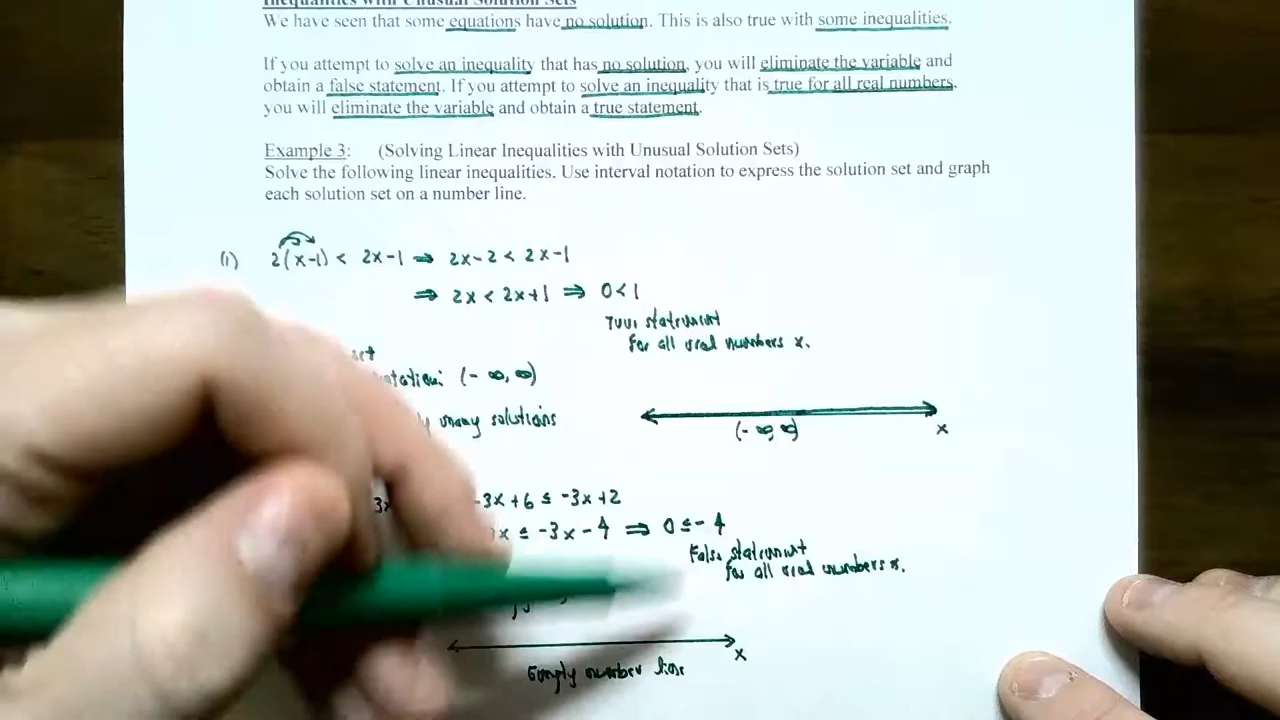 Inequalities with Unusual Solution Sets
We have seen that some equations have no solution. This is also true with some inequalities.
If you attempt to solve an inequality that has no solution, you will eliminate the variable and
obtain a false statement. If you attempt to solve an inequality that is true for all real numbers,
you will eliminate the variable and obtain a true statement.
Example 3: (Solving Linear Inequalities with Unusual Solution Sets)
Solve the following linear inequalities. Use interval notation to express the solution set and graph
each solution set on a number line.
(1) 2(x-1) < 2x-1 ⇒ 2x-2 < 2x-1
⇒ 2x < 2x+1 ⇒ 0<1
True statement
for all real numbers x.
(-∞, ∞)
many solutions
(-∞, ∞) x
-3x+6 ≤ -3x+2
x ≤ -3x-4 ⇒ 0 ≤ -4
False statement
for all real numbers x.
x
Empty number line